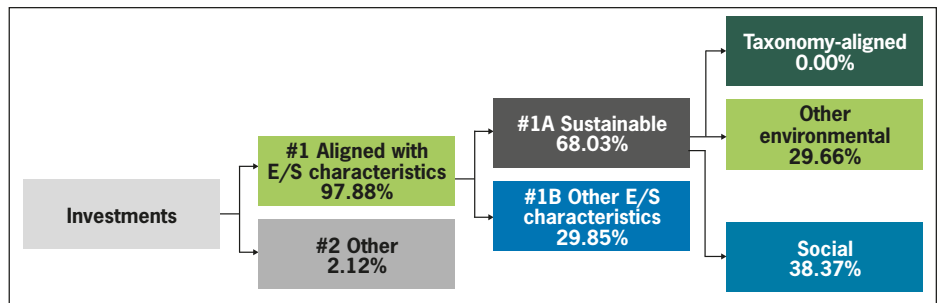 Investments
#1 Aligned with
E/S characteristics
97.88%
#2 Other
2.12%
#1A Sustainable
68.03%
#1B Other E/S
characteristics
29.85%
Taxonomy-aligned
0.00%
Other
environmental
29.66%
Social
38.37%